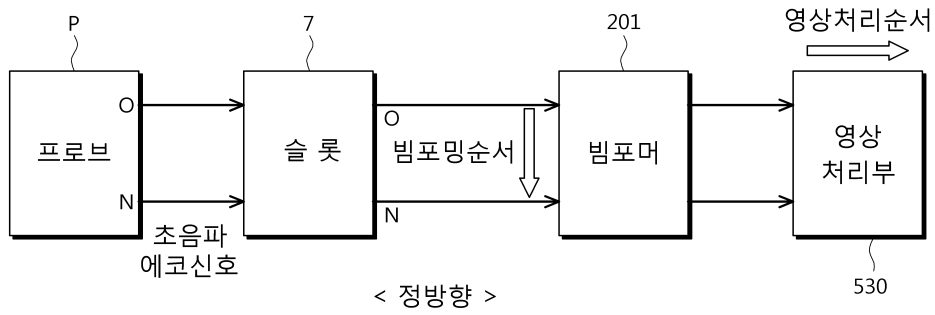 P
7
201
영상처리순서
O
프로브
N
슬 롯
O
빔포밍순서
N
빔포머
영상
처리부
초음파
에코신호
530
< 정방향 >